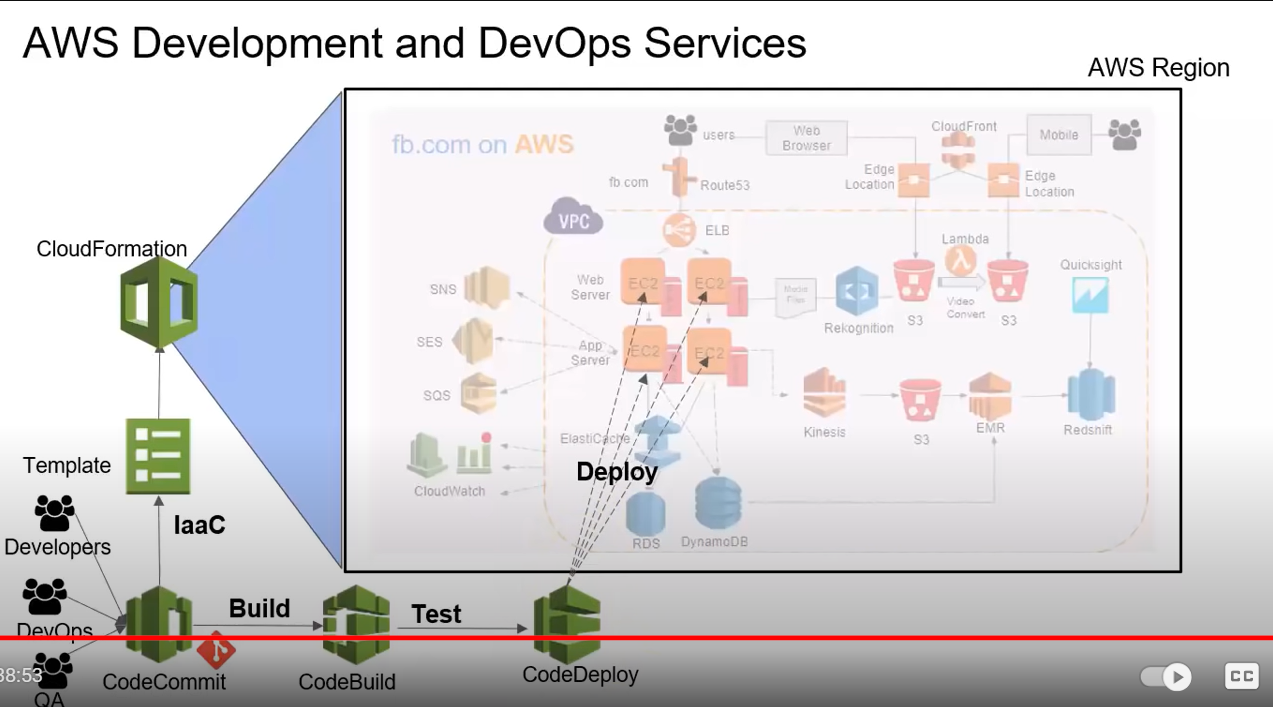 AWS Development and DevOps Services
AWS Region
fb.com on AWS
users
Web
Browser
CloudFront
Mobile
fb.com
Route53
Edge
Location
Edge
Location
VPC
ELB
CloudFormation
Lambda
Quicksight
SNS
Web
Server
EC2
EC2
Media
Files
Rekognition
S3
Video
Convert
S3
SES
App
Server
EC2
EC2
SQS
Kinesis
S3
EMR
Redshift
ElastiCache
Template
Deploy
CloudWatch
IaaC
RDS
DynamoDB
Developers
Build
Test
DevOps
38:53
CodeCommit
CodeBuild
CodeDeploy
CC
QA